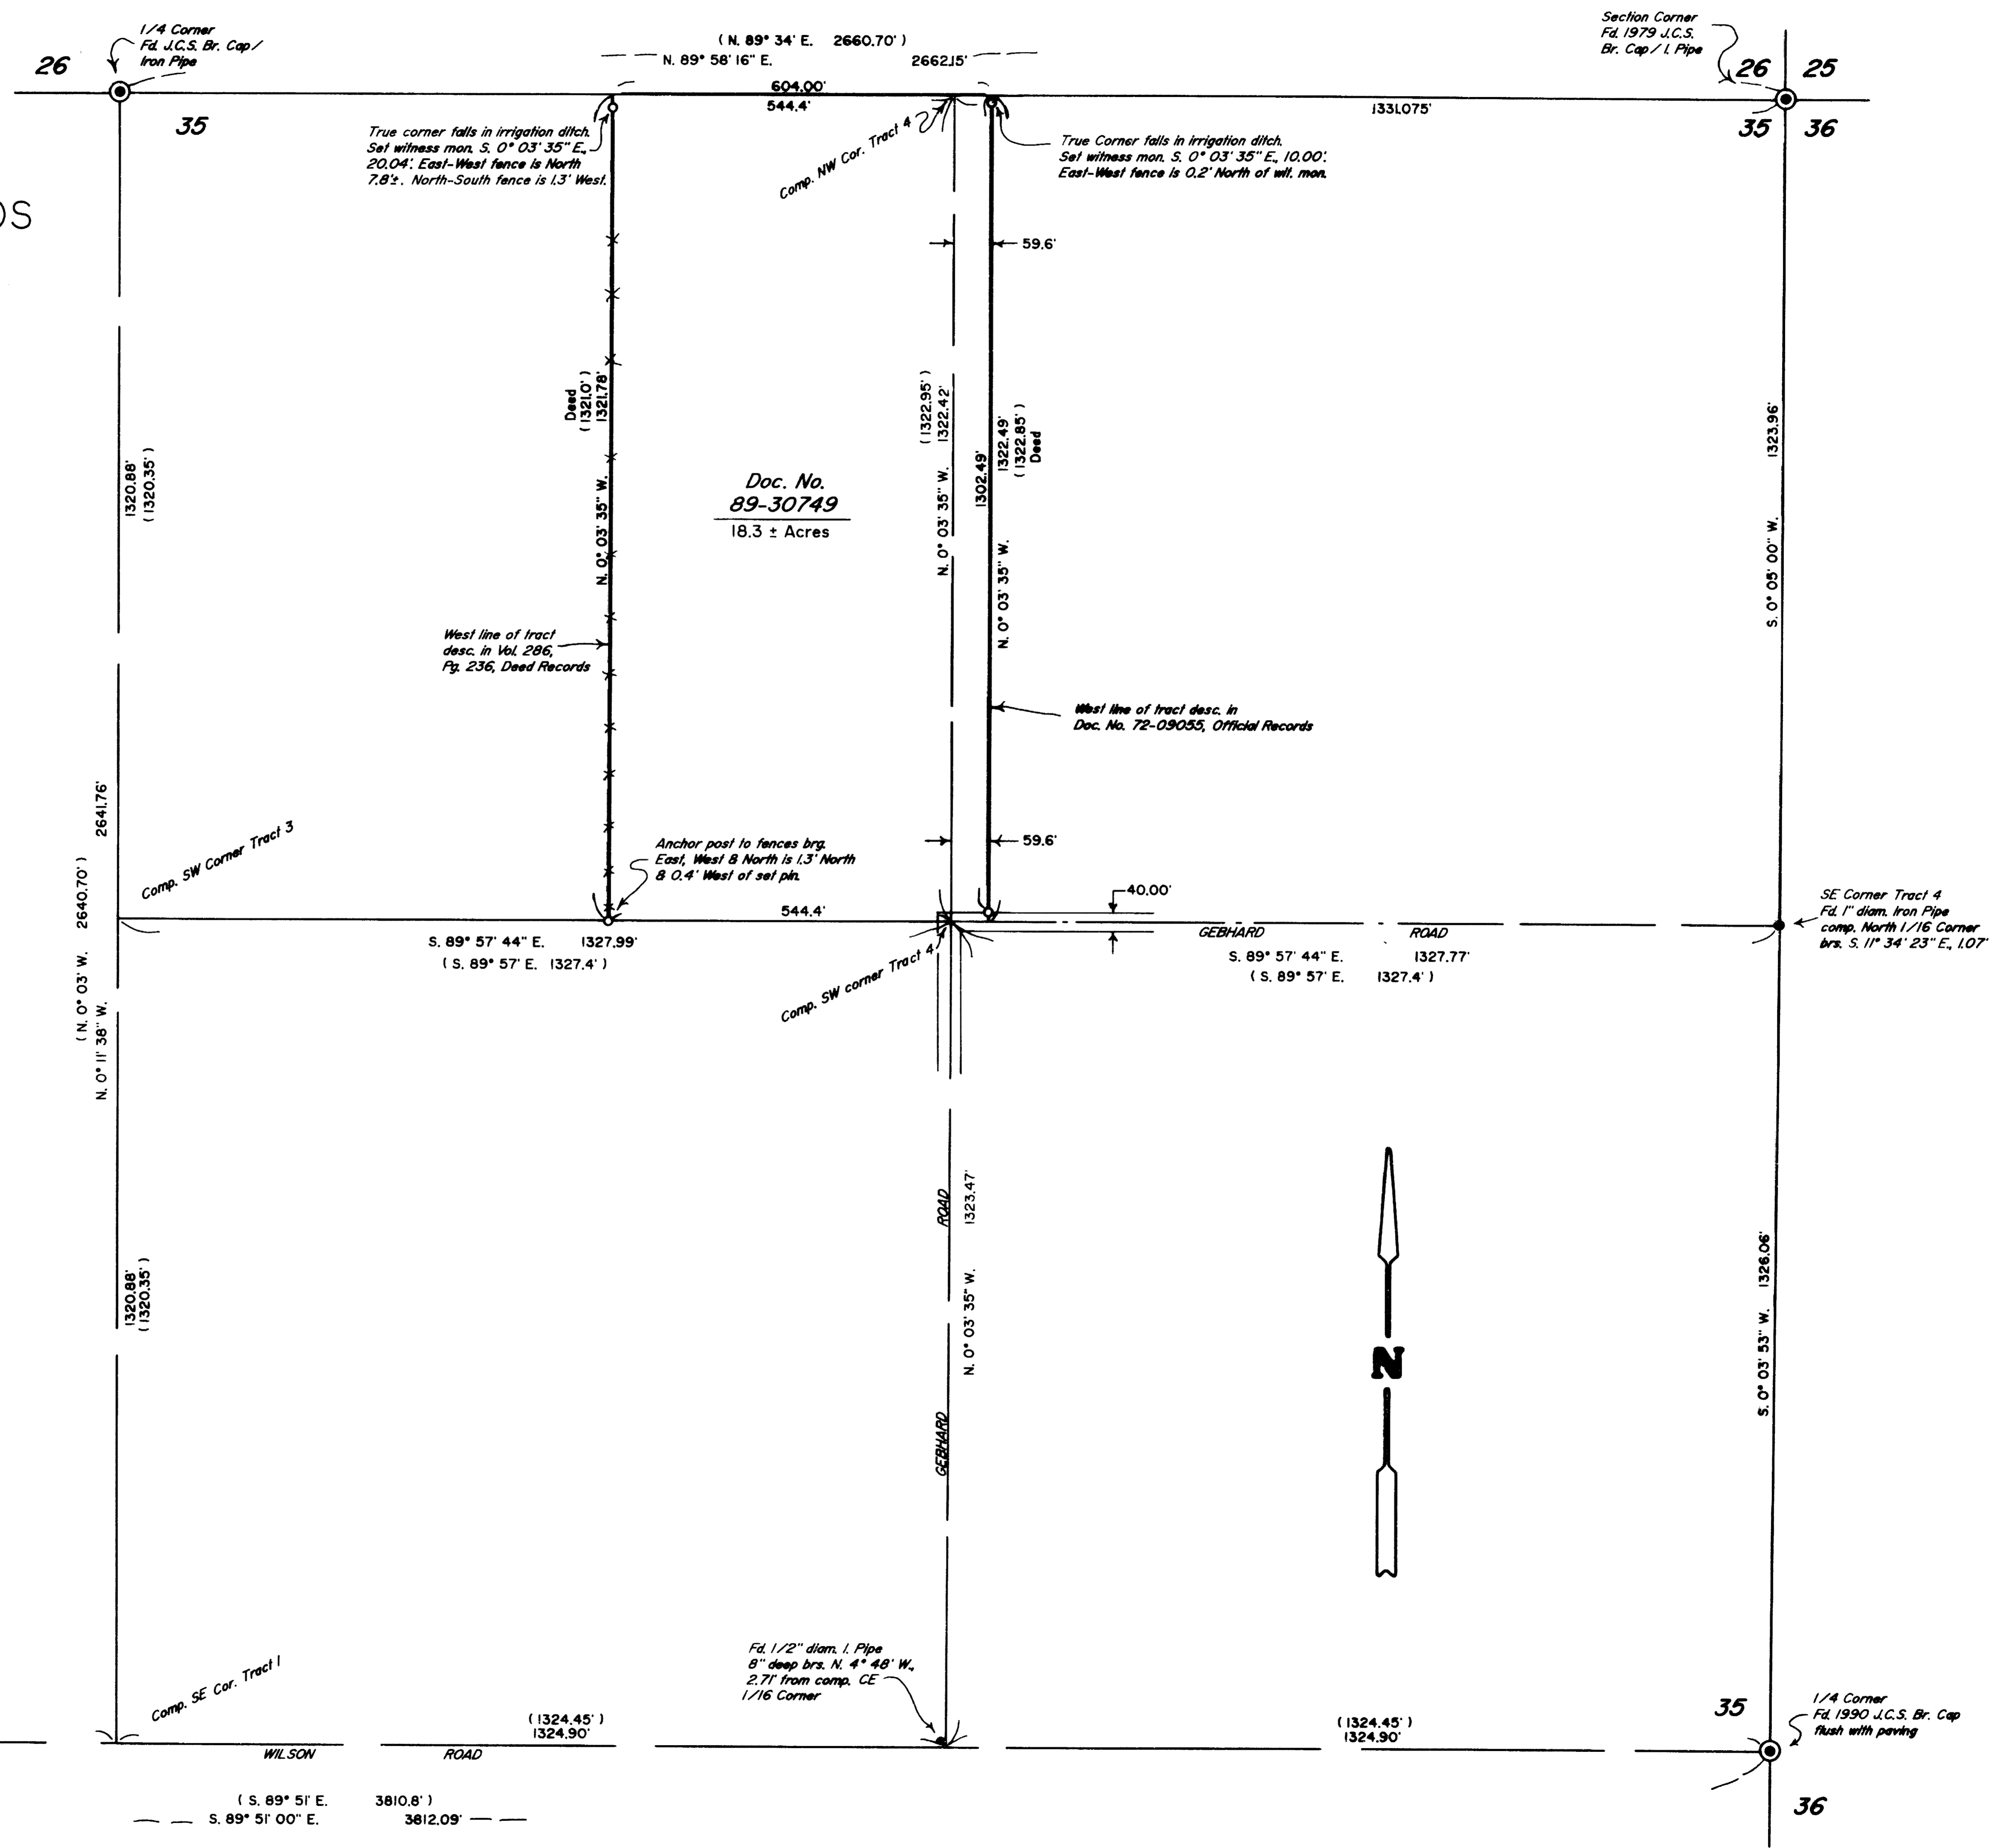 1/4 Corner
Fd. J.C.S. Br. Cap/
Iron Pipe
26
35
( N. 89° 34' E. 2660.70' )
N. 89° 58' 16" E. 2662.15'
604.00'
544.4'
Section Corner
Fd. 1979 J.C.S.
Br. Cap / I. Pipe
26 25
35 36
1331.075'
True corner falls in irrigation ditch.
Set witness mon. S. 0° 03' 35" E.,
20.04'. East-West fence is North
7.8'±. North-South fence is 1.3' West.
Comp. NW Cor. Tract 4
True Corner falls in irrigation ditch.
Set witness mon. S. 0° 03' 35" E., 10.00'.
East-West fence is 0.2' North of wit. mon.
DS
59.6'
Deed
( 1321.0' )
1321.78'
N. 0° 03' 35" W.
( 1322.95' )
1322.42'
N. 0° 03' 35" W.
1302.49'
1322.49'
( 1322.85' )
Deed
N. 0° 03' 35" W.
1320.88'
( 1320.35' )
1323.96'
S. 0° 05' 00" W.
Doc. No.
89-30749
18.3 ± Acres
West line of tract
desc. in Vol. 286,
Pg. 236, Deed Records
West line of tract desc. in
Doc. No. 72-09055, Official Records
2641.76'
N. 0° 11' 38" W.
( N. 0° 03' W. 2640.70' )
Comp. SW Corner Tract 3
Anchor post to fences brg.
East, West & North is 1.3' North
& 0.4' West of set pin.
59.6'
40.00'
544.4'
S. 89° 57' 44" E. 1327.99'
( S. 89° 57' E. 1327.4' )
Comp. SW corner Tract 4
GEBHARD ROAD
S. 89° 57' 44" E. 1327.77'
( S. 89° 57' E. 1327.4' )
SE Corner Tract 4
Fd. 1" diam. Iron Pipe
comp. North 1/16 Corner
brs. S. 11° 34' 23" E., 1.07'
1320.88'
( 1320.35' )
GEBHARD ROAD
N. 0° 03' 35" W. 1323.47'
N
S. 0° 03' 53" W. 1326.06'
Comp. SE Cor. Tract 1
Fd. 1/2" diam. I. Pipe
8" deep brs. N. 4° 48' W.,
2.71' from comp. CE
1/16 Corner
( 1324.45' )
1324.90'
WILSON ROAD
( 1324.45' )
1324.90'
35
1/4 Corner
Fd. 1990 J.C.S. Br. Cap
flush with paving
36
( S. 89° 51' E. 3810.8' )
S. 89° 51' 00" E. 3812.09'